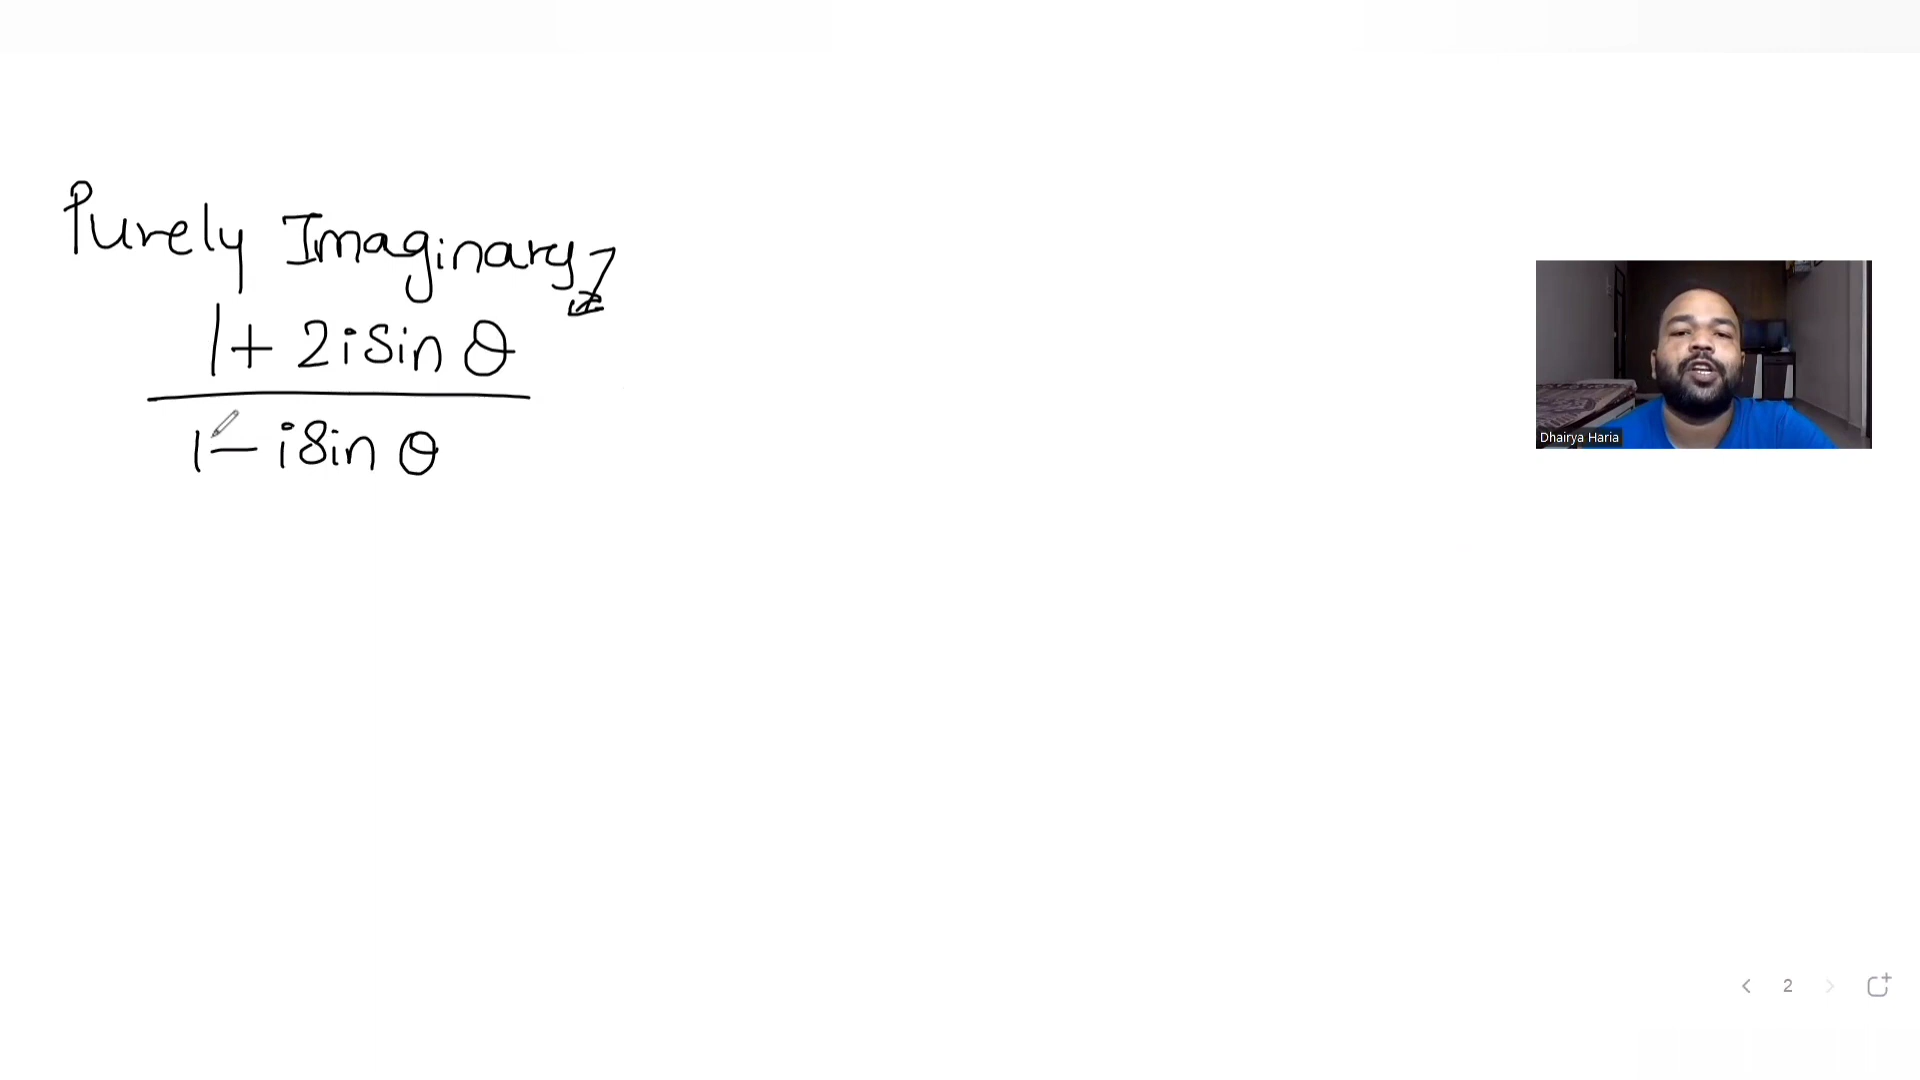 Purely Imaginary
1 + 2i sin θ
1 - i sin θ
Dhairya Haria
2